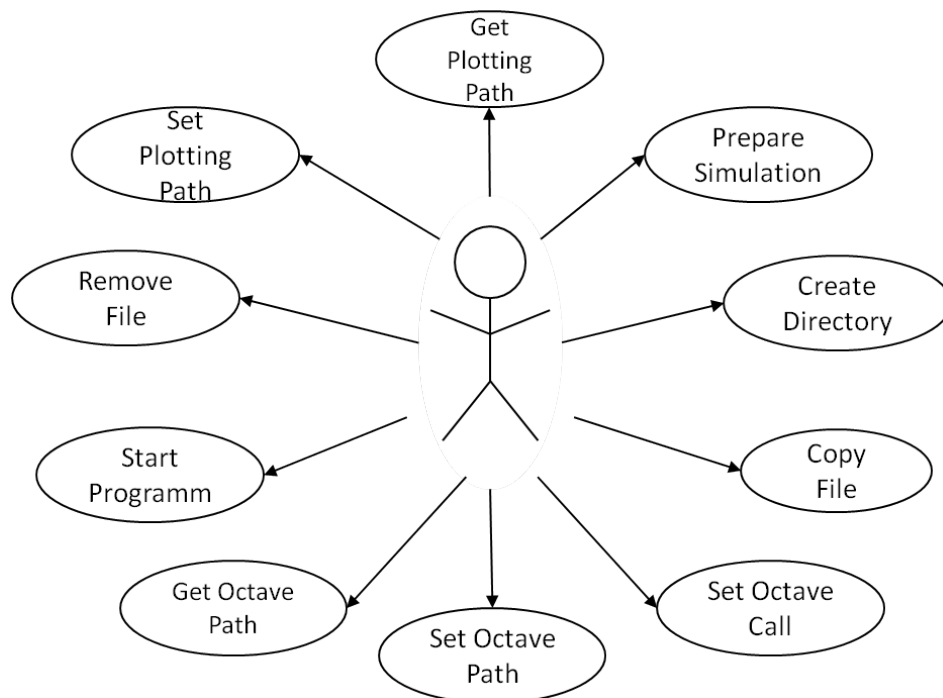 Get
Plotting
Path
Set
Plotting
Path
Prepare
Simulation
Remove
File
Create
Directory
Start
Programm
Copy
File
Get Octave
Path
Set Octave
Path
Set Octave
Call